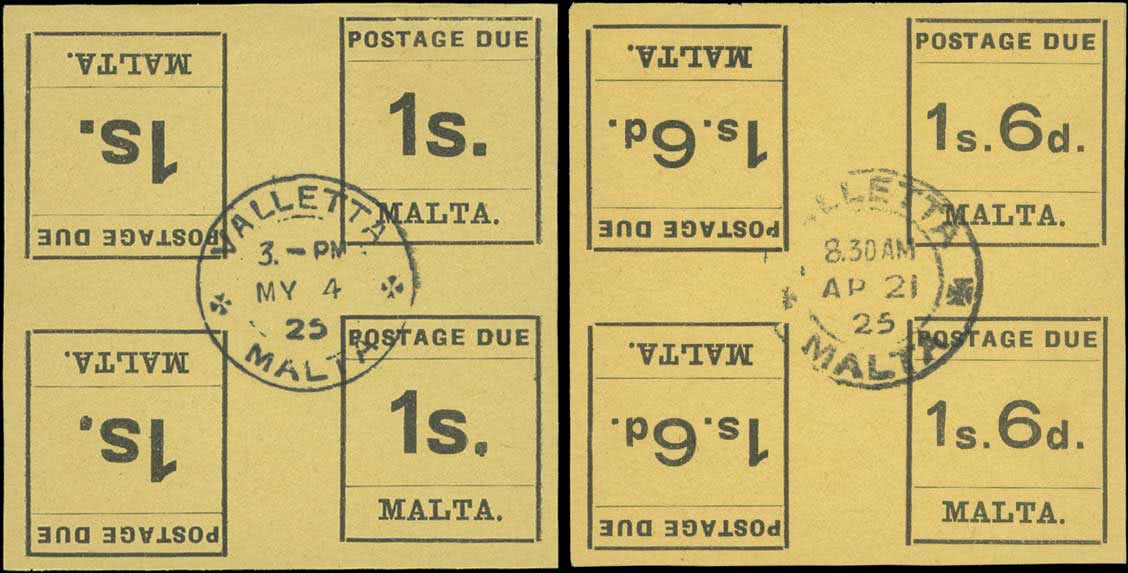 MALTA.
1s.
POSTAGE DUE
POSTAGE DUE
1s.
MALTA.
MALTA.
1s.
POSTAGE DUE
POSTAGE DUE
1s.
MALTA.
VALLETTA
3.-PM
MY 4
25
MALTA
MALTA.
1s.6d.
POSTAGE DUE
POSTAGE DUE
1s.6d.
MALTA.
MALTA.
1s.6d.
POSTAGE DUE
POSTAGE DUE
1s.6d.
MALTA.
VALLETTA
8.30AM
AP 21
25
MALTA